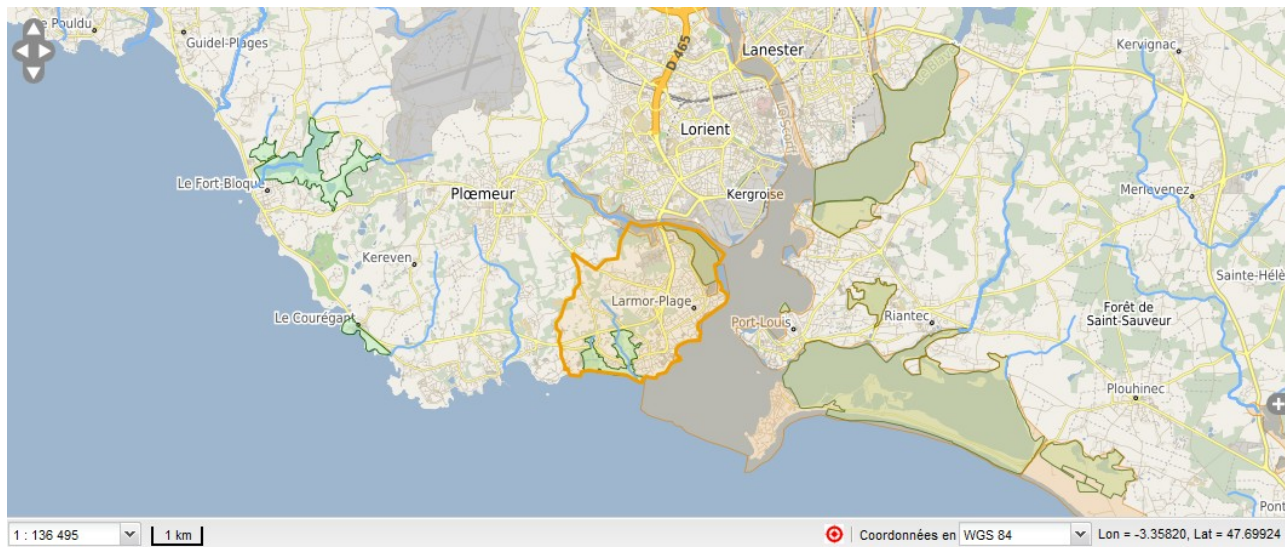 Le Pouldu
Guidel-Plages
D 465
Lanester
Kervignac
Le Scorff
Lorient
Le Fort-Bloqué
Plœmeur
Kergroise
Merlevenez
Kereven
Sainte-Hélè
Larmor-Plage
Le Courégant
Port-Louis
Riantec
Forêt de
Saint-Sauveur
Plouhinec
Pont
1 : 136 495
1 km
Coordonnées en WGS 84
Lon = -3.35820, Lat = 47.69924